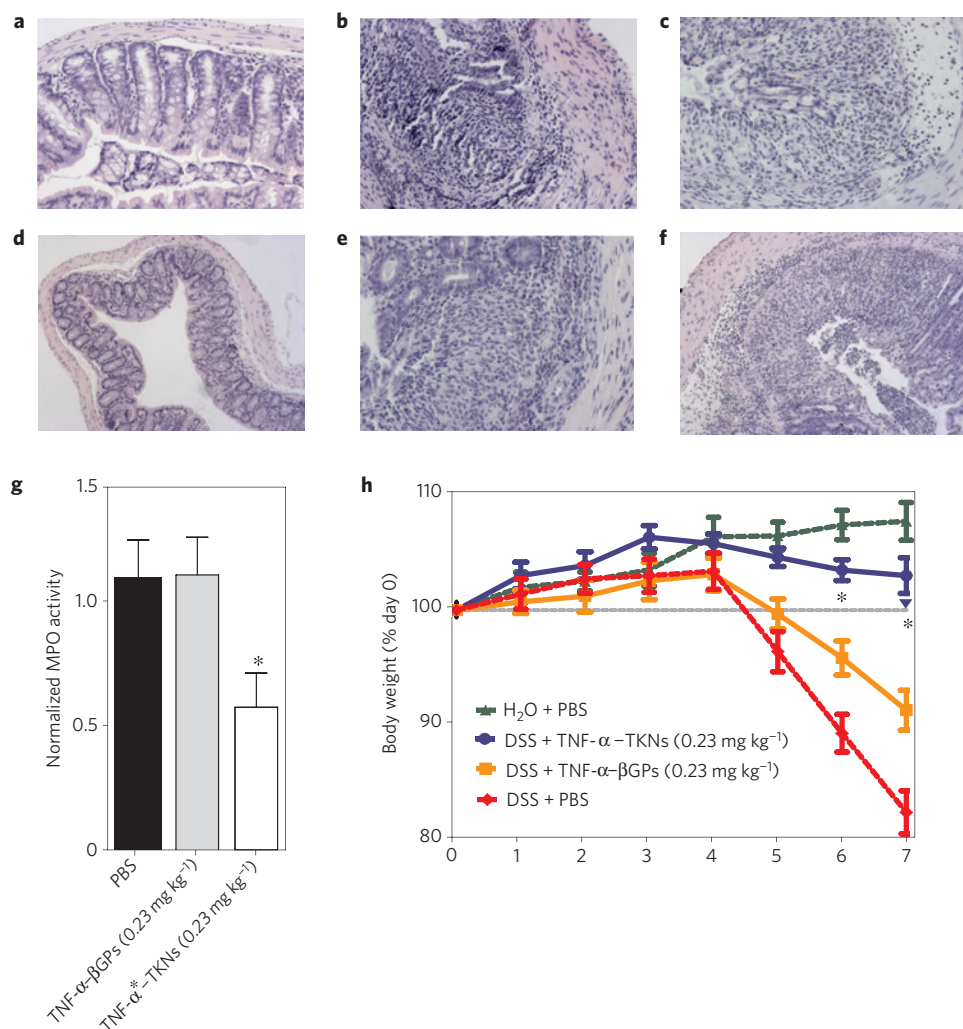 a
b
c
d
e
f
g
1.5
1.0
0.5
0
Normalized MPO activity
*
PBS
TNF-α-βGPs (0.23 mg kg⁻¹)
TNF-α*-TKNs (0.23 mg kg⁻¹)
h
110
100
90
80
Body weight (% day 0)
*
*
H₂O + PBS
DSS + TNF-α-TKNs (0.23 mg kg⁻¹)
DSS + TNF-α-βGPs (0.23 mg kg⁻¹)
DSS + PBS
0 1 2 3 4 5 6 7